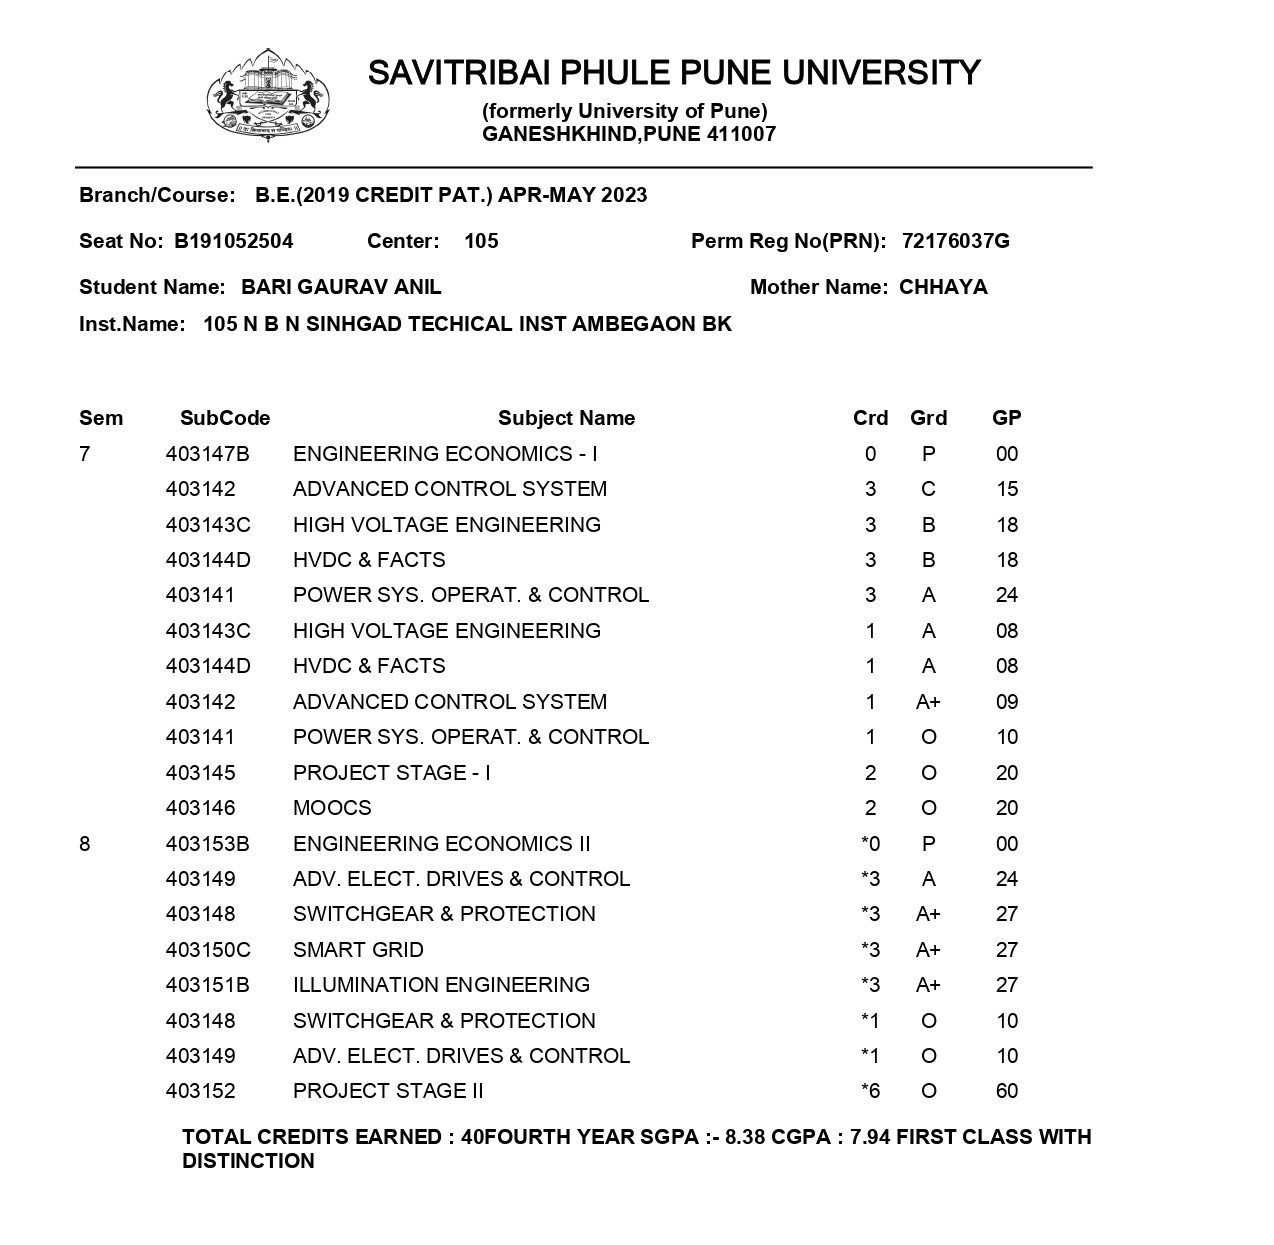 SAVITRIBAI PHULE PUNE UNIVERSITY
(formerly University of Pune)
GANESHKHIND,PUNE 411007
Branch/Course: B.E.(2019 CREDIT PAT.) APR-MAY 2023
Seat No: B191052504 Center: 105 Perm Reg No(PRN): 72176037G
Student Name: BARI GAURAV ANIL Mother Name: CHHAYA
Inst.Name: 105 N B N SINHGAD TECHICAL INST AMBEGAON BK
Sem SubCode Subject Name Crd Grd GP
7 403147B ENGINEERING ECONOMICS - I 0 P 00
403142 ADVANCED CONTROL SYSTEM 3 C 15
403143C HIGH VOLTAGE ENGINEERING 3 B 18
403144D HVDC & FACTS 3 B 18
403141 POWER SYS. OPERAT. & CONTROL 3 A 24
403143C HIGH VOLTAGE ENGINEERING 1 A 08
403144D HVDC & FACTS 1 A 08
403142 ADVANCED CONTROL SYSTEM 1 A+ 09
403141 POWER SYS. OPERAT. & CONTROL 1 O 10
403145 PROJECT STAGE - I 2 O 20
403146 MOOCS 2 O 20
8 403153B ENGINEERING ECONOMICS II *0 P 00
403149 ADV. ELECT. DRIVES & CONTROL *3 A 24
403148 SWITCHGEAR & PROTECTION *3 A+ 27
403150C SMART GRID *3 A+ 27
403151B ILLUMINATION ENGINEERING *3 A+ 27
403148 SWITCHGEAR & PROTECTION *1 O 10
403149 ADV. ELECT. DRIVES & CONTROL *1 O 10
403152 PROJECT STAGE II *6 O 60
TOTAL CREDITS EARNED : 40FOURTH YEAR SGPA :- 8.38 CGPA : 7.94 FIRST CLASS WITH
DISTINCTION